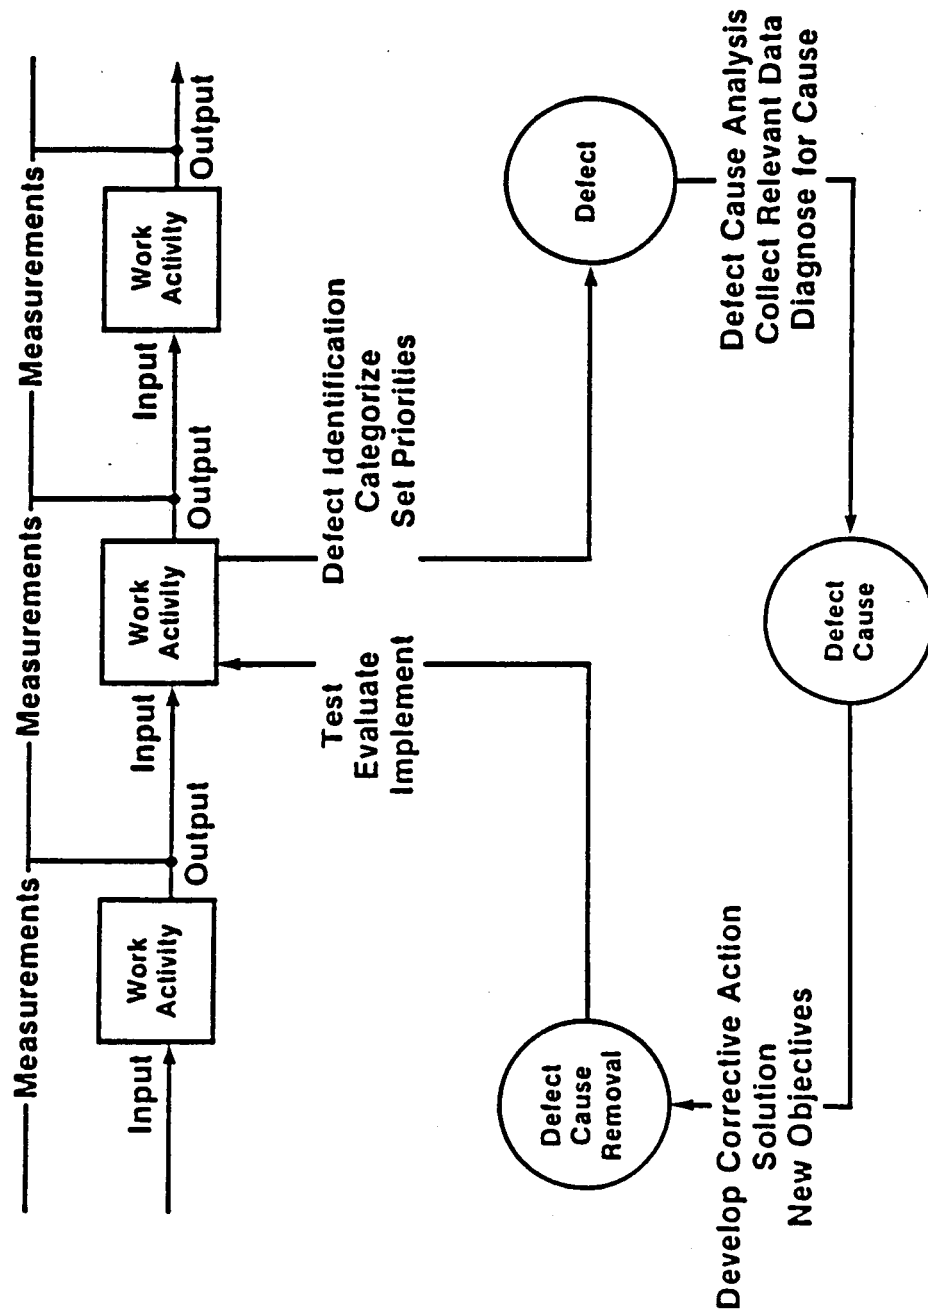 Measurements
Measurements
Measurements
Input
Work
Activity
Output
Input
Work
Activity
Output
Input
Work
Activity
Output
Test
Evaluate
Implement
Defect Identification
Categorize
Set Priorities
Defect
Cause
Removal
Defect
Develop Corrective Action
Solution
New Objectives
Defect Cause Analysis
Collect Relevant Data
Diagnose for Cause
Defect
Cause